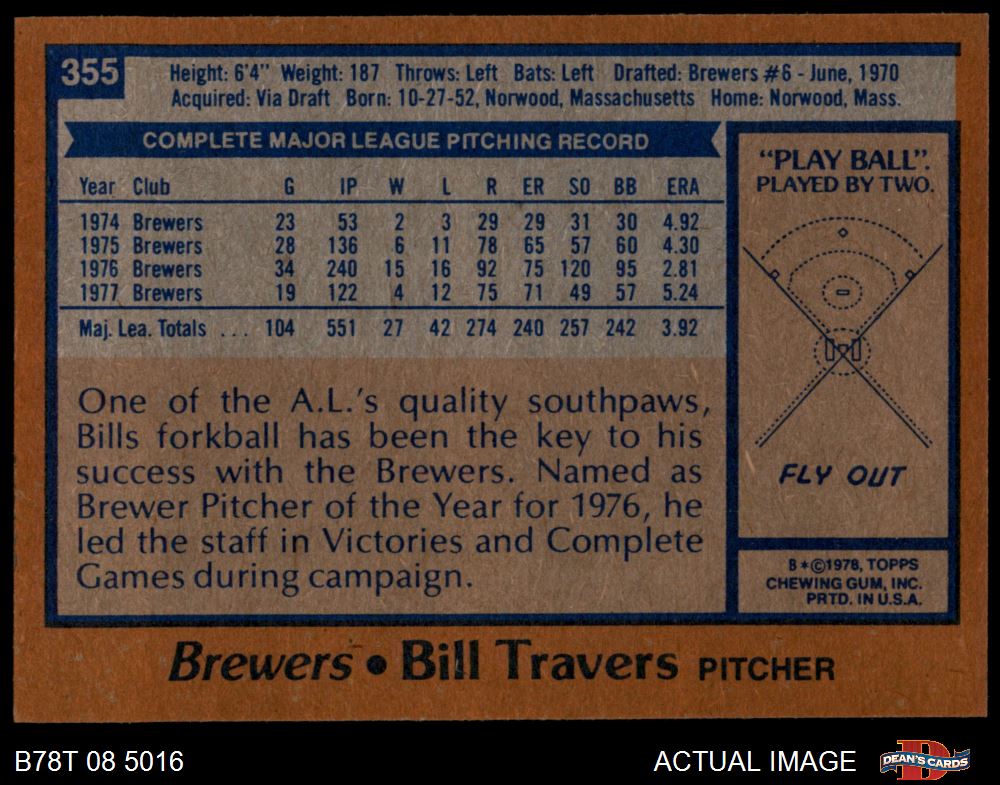 355
Height: 6'4" Weight: 187 Throws: Left Bats: Left Drafted: Brewers #6 - June, 1970
Acquired: Via Draft Born: 10-27-52, Norwood, Massachusetts Home: Norwood, Mass.
COMPLETE MAJOR LEAGUE PITCHING RECORD
Year Club G IP W L R ER SO BB ERA
1974 Brewers 23 53 2 3 29 29 31 30 4.92
1975 Brewers 28 136 6 11 78 65 57 60 4.30
1976 Brewers 34 240 15 16 92 75 120 95 2.81
1977 Brewers 19 122 4 12 75 71 49 57 5.24
Maj. Lea. Totals ... 104 551 27 42 274 240 257 242 3.92
One of the A.L.'s quality southpaws,
Bills forkball has been the key to his
success with the Brewers. Named as
Brewer Pitcher of the Year for 1976, he
led the staff in Victories and Complete
Games during campaign.
"PLAY BALL".
PLAYED BY TWO.
FLY OUT
B*©1978, TOPPS
CHEWING GUM, INC.
PRTD. IN U.S.A.
Brewers • Bill Travers PITCHER
B78T 08 5016
ACTUAL IMAGE
D
DEAN'S CARDS